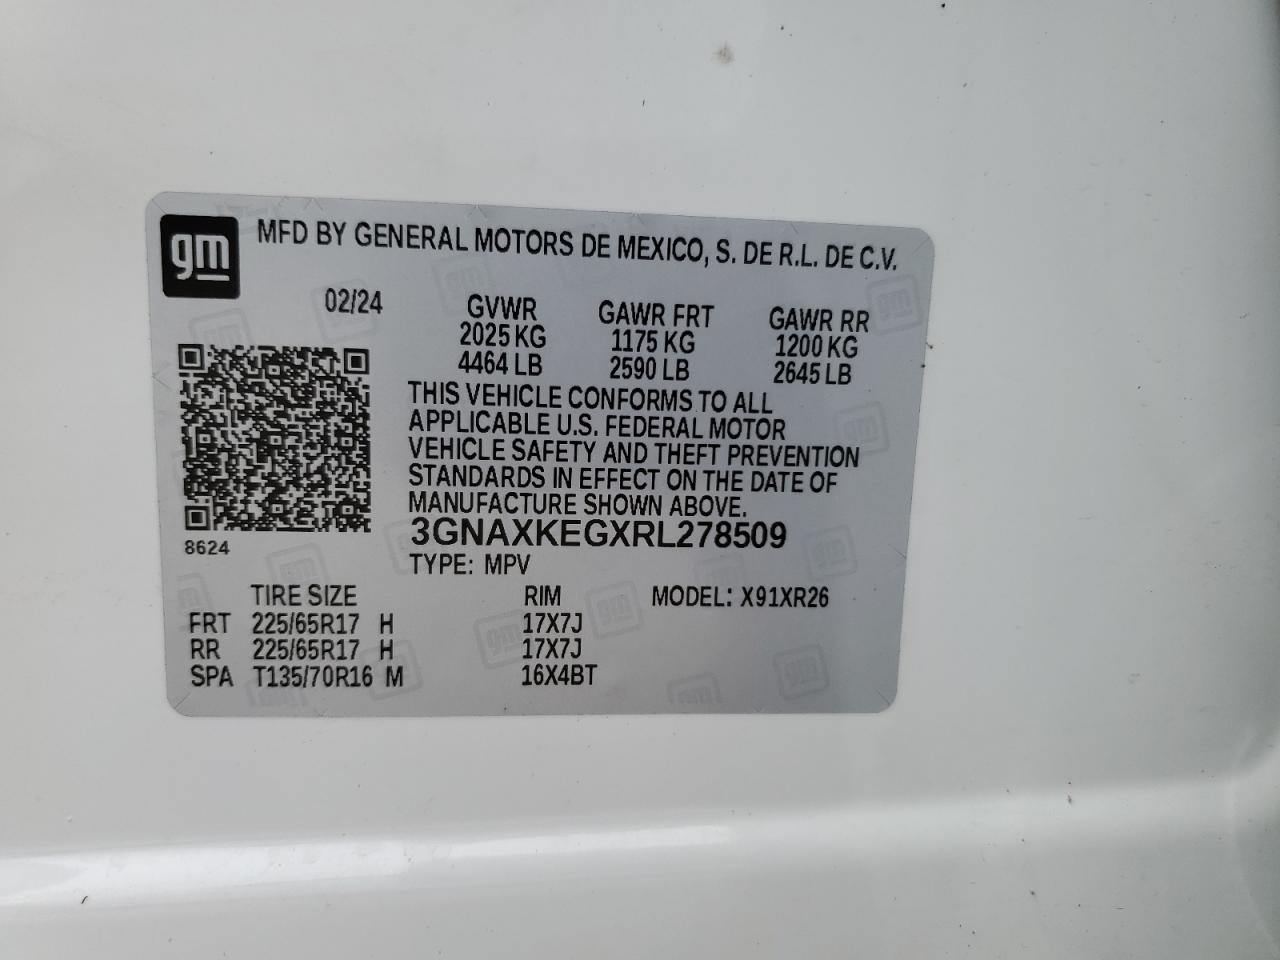 gm
MFD BY GENERAL MOTORS DE MEXICO, S. DE R.L. DE C.V.
02/24 GVWR GAWR FRT GAWR RR
2025 KG 1175 KG 1200 KG
4464 LB 2590 LB 2645 LB
THIS VEHICLE CONFORMS TO ALL
APPLICABLE U.S. FEDERAL MOTOR
VEHICLE SAFETY AND THEFT PREVENTION
STANDARDS IN EFFECT ON THE DATE OF
MANUFACTURE SHOWN ABOVE.
3GNAXKEGXRL278509
8624
TYPE: MPV
TIRE SIZE RIM MODEL: X91XR26
FRT 225/65R17 H 17X7J
RR 225/65R17 H 17X7J
SPA T135/70R16 M 16X4BT